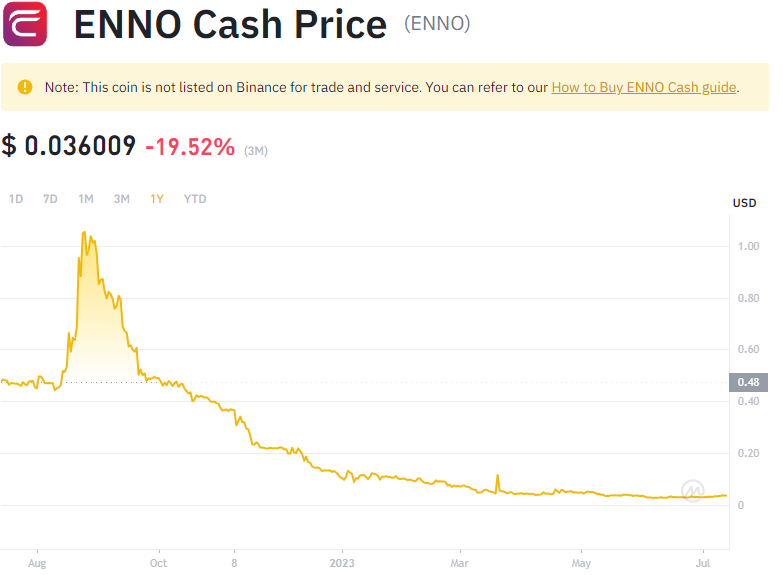 ENNO Cash Price (ENNO)
Note: This coin is not listed on Binance for trade and service. You can refer to our How to Buy ENNO Cash guide.
$ 0.036009 -19.52% (3M)
1D 7D 1M 3M 1Y YTD
USD
1.00
0.80
0.60
0.48
0.40
0.20
0
Aug Oct 8 2023 Mar May Jul